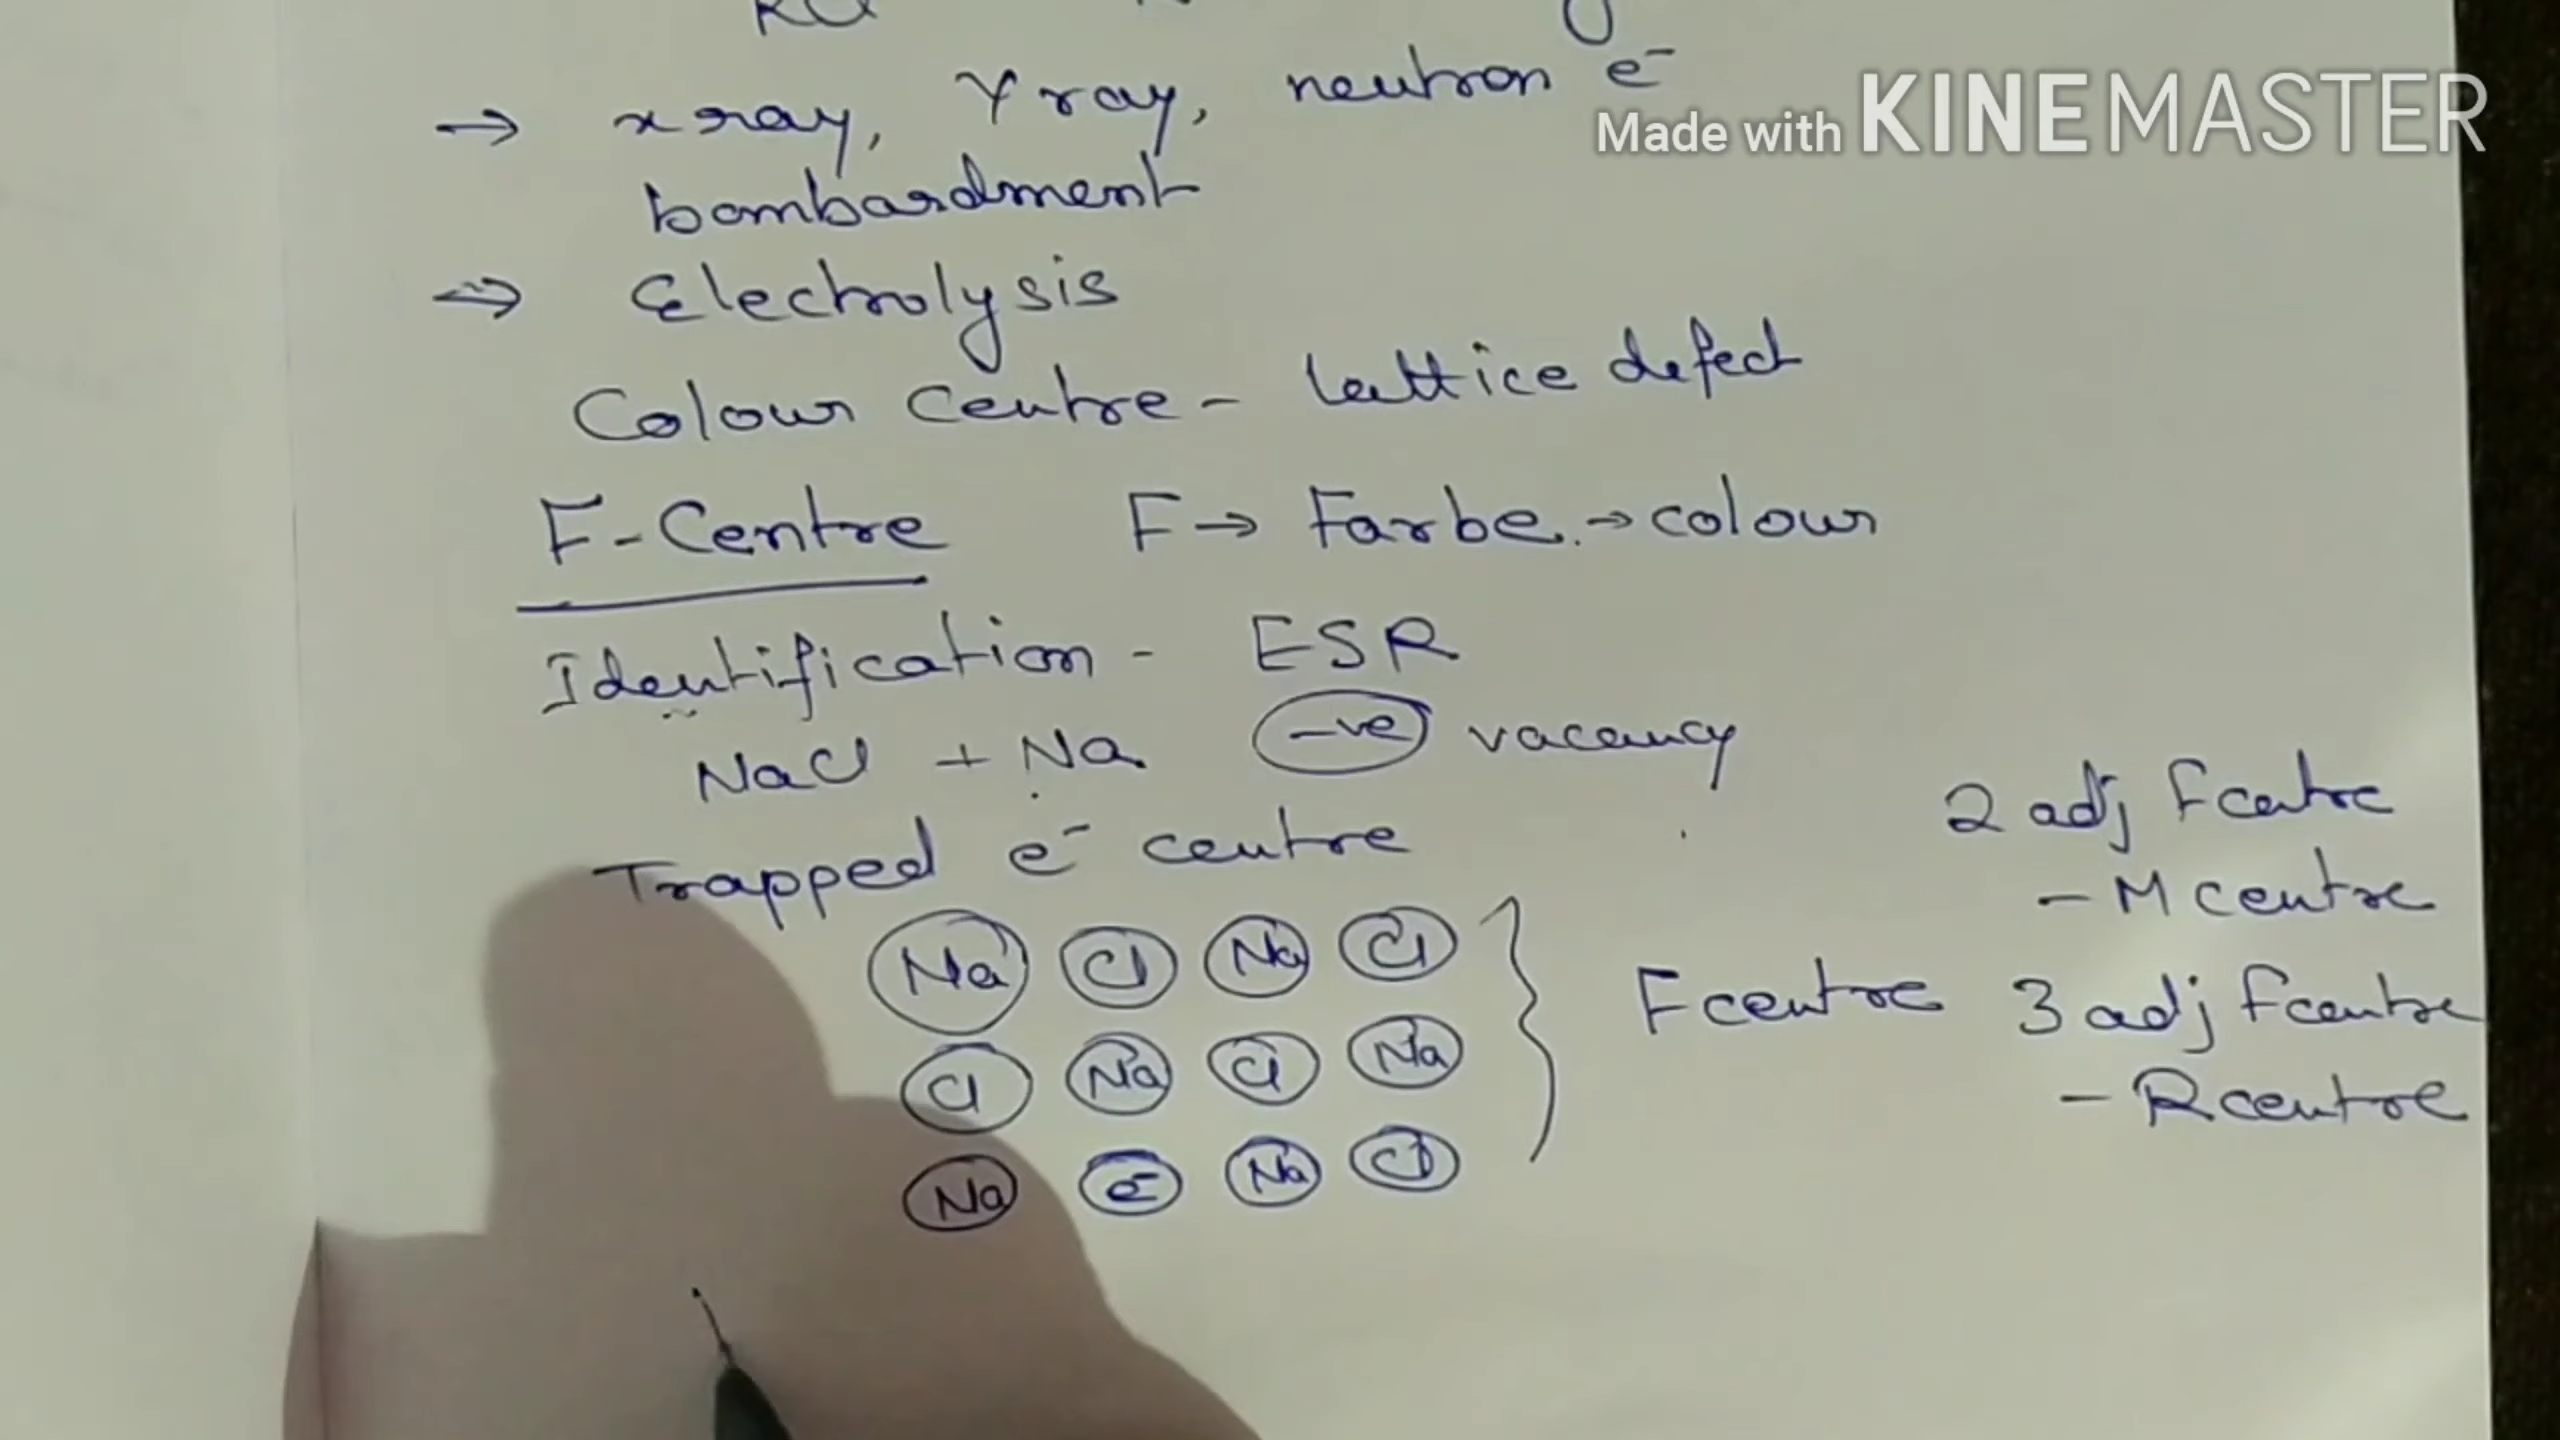 → x ray, γ ray, neutron e⁻
Made with KINEMASTER
bombardment
→ Electrolysis
Colour Centre - lattice defect
F-Centre F → Farbe. → colour
Identification - ESR
NaCl + Na -ve vacancy
Trapped e⁻ centre
2 adj F centre
- M centre
Na Cl Na Cl
F centre 3 adj F centre
Cl Na Cl Na
- R centre
Na e⁻ Na Cl